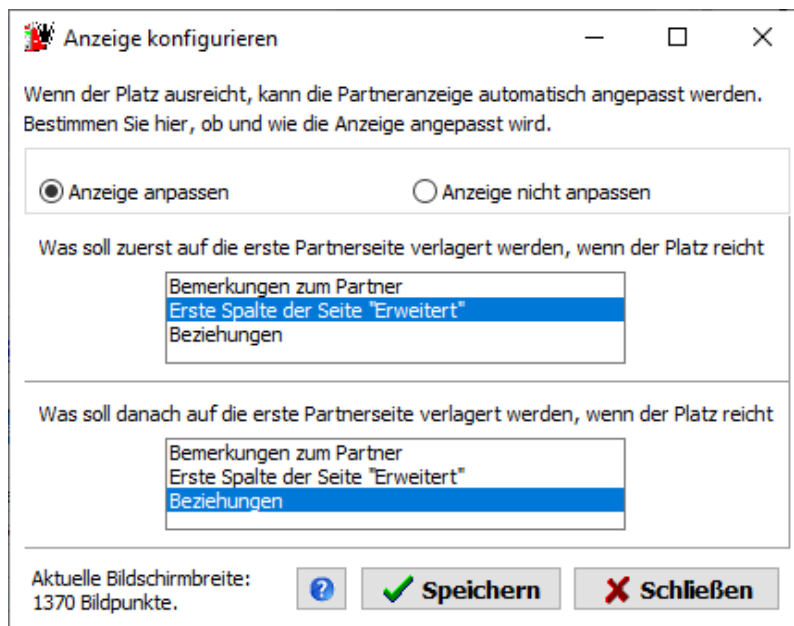 Anzeige konfigurieren
Wenn der Platz ausreicht, kann die Partneranzeige automatisch angepasst werden.
Bestimmen Sie hier, ob und wie die Anzeige angepasst wird.
Anzeige anpassen
Anzeige nicht anpassen
Was soll zuerst auf die erste Partnerseite verlagert werden, wenn der Platz reicht
Bemerkungen zum Partner
Erste Spalte der Seite "Erweitert"
Beziehungen
Was soll danach auf die erste Partnerseite verlagert werden, wenn der Platz reicht
Bemerkungen zum Partner
Erste Spalte der Seite "Erweitert"
Beziehungen
Aktuelle Bildschirmbreite:
1370 Bildpunkte.
?
Speichern
Schließen